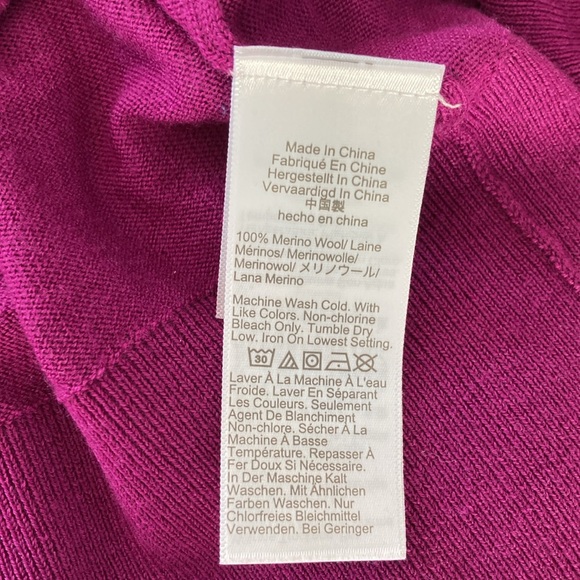 Made In China
Fabriqué En Chine
Hergestellt In China
Vervaardigd In China
中国製
hecho en china
100% Merino Wool/ Laine
Mérinos/ Merinowolle/
Merinowol/ メリノウール/
Lana Merino
Machine Wash Cold. With
Like Colors. Non-chlorine
Bleach Only. Tumble Dry
Low. Iron On Lowest Setting.
30
Laver À La Machine À L'eau
Froide. Laver En Séparant
Les Couleurs. Seulement
Agent De Blanchiment
Non-chlore. Sécher À La
Machine À Basse
Température. Repasser À
Fer Doux Si Nécessaire.
In Der Maschine Kalt
Waschen. Mit Ähnlichen
Farben Waschen. Nur
Chlorfreies Bleichmittel
Verwenden. Bei Geringer